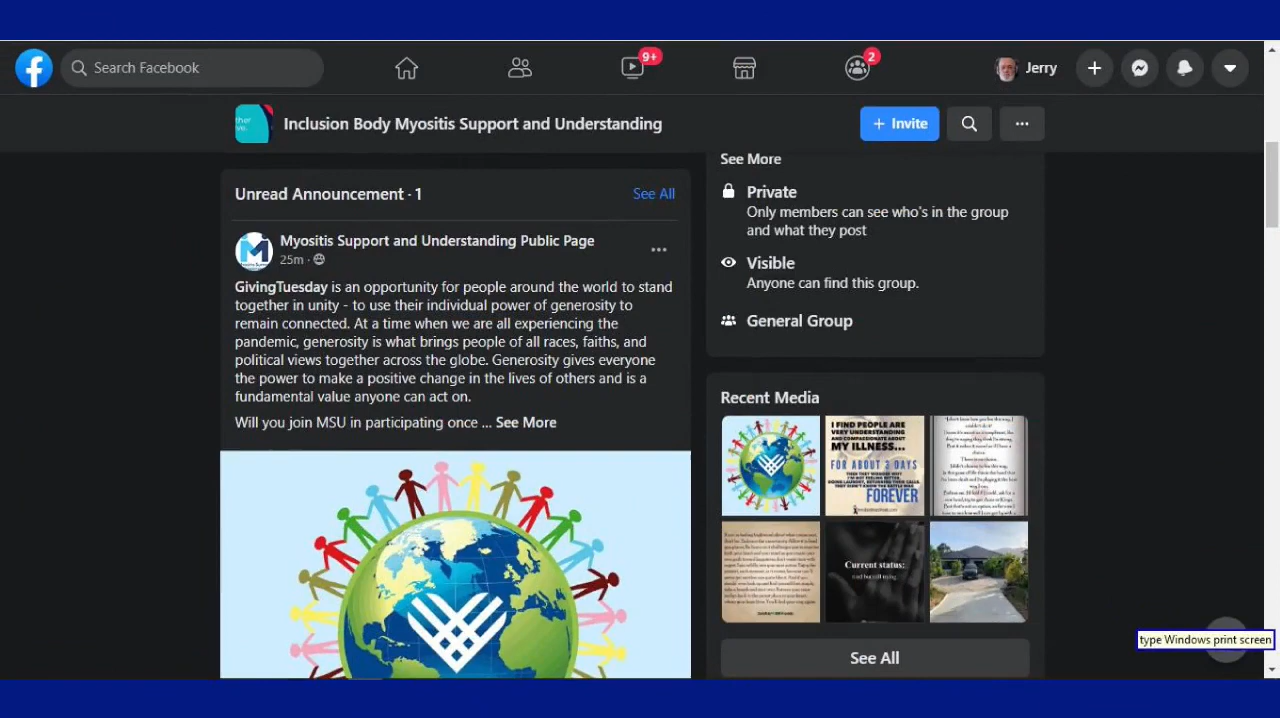 Search Facebook
9+
2
Jerry
Inclusion Body Myositis Support and Understanding
Invite
Unread Announcement · 1
See All
Myositis Support and Understanding Public Page
25m ·
GivingTuesday is an opportunity for people around the world to stand
together in unity - to use their individual power of generosity to
remain connected. At a time when we are all experiencing the
pandemic, generosity is what brings people of all races, faiths, and
political views together across the globe. Generosity gives everyone
the power to make a positive change in the lives of others and is a
fundamental value anyone can act on.
Will you join MSU in participating once ... See More
See More
Private
Only members can see who's in the group
and what they post
Visible
Anyone can find this group.
General Group
Recent Media
I FIND PEOPLE ARE
VERY UNDERSTANDING
AND COMPASSIONATE ABOUT
MY ILLNESS...
FOR ABOUT 3 DAYS
FOREVER
Current status:
See All
type Windows print screen